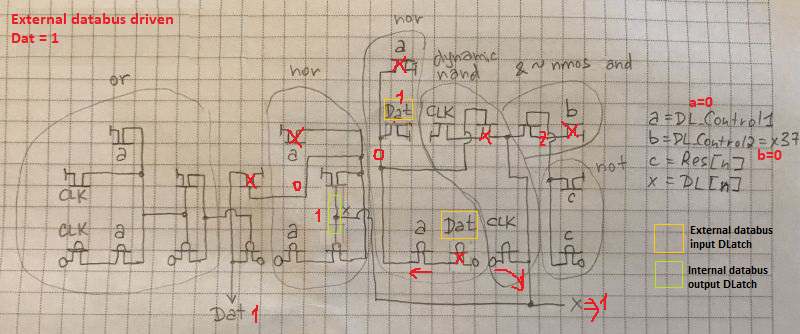 External databus driven
Dat = 1
or
nor
nor
a
dynamic
nand
& ~ nmos and
1
Dat
CLK
b
X
X
X
X
X
X
2
a
a
CLK
0
0
1
x
CLK
a
a
a
Dat
CLK
c
c
not
Dat 1
x ⇒ 1
a=0
a = DL_Control1
b = DL_Control2 = x37
b=0
c = Res[n]
x = DL[n]
External databus
input DLatch
Internal databus
output DLatch